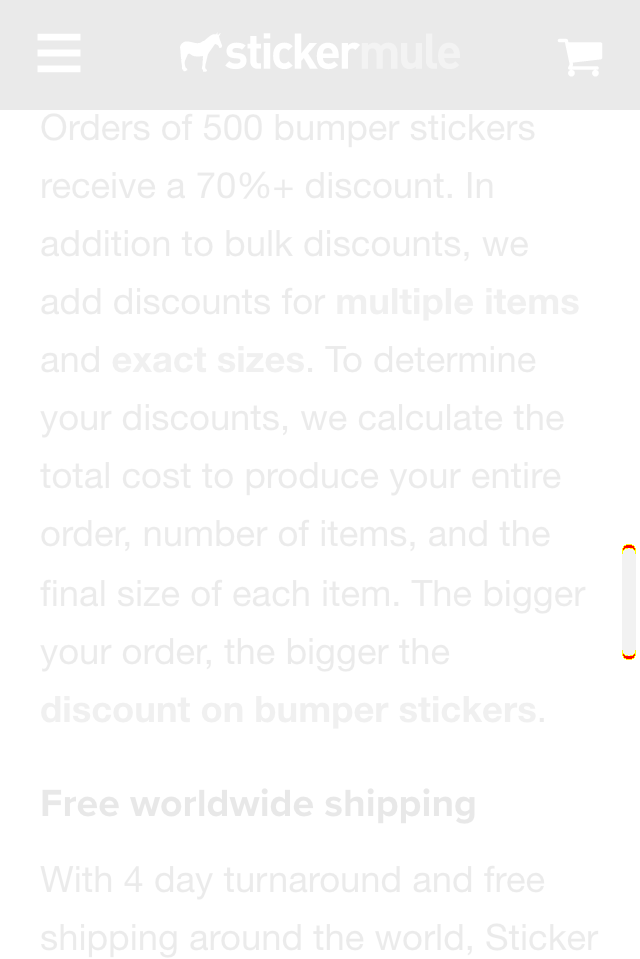 stickermule
Orders of 500 bumper stickers
receive a 70%+ discount. In
addition to bulk discounts, we
add discounts for multiple items
and exact sizes. To determine
your discounts, we calculate the
total cost to produce your entire
order, number of items, and the
final size of each item. The bigger
your order, the bigger the
discount on bumper stickers.
Free worldwide shipping
With 4 day turnaround and free
shipping around the world, Sticker